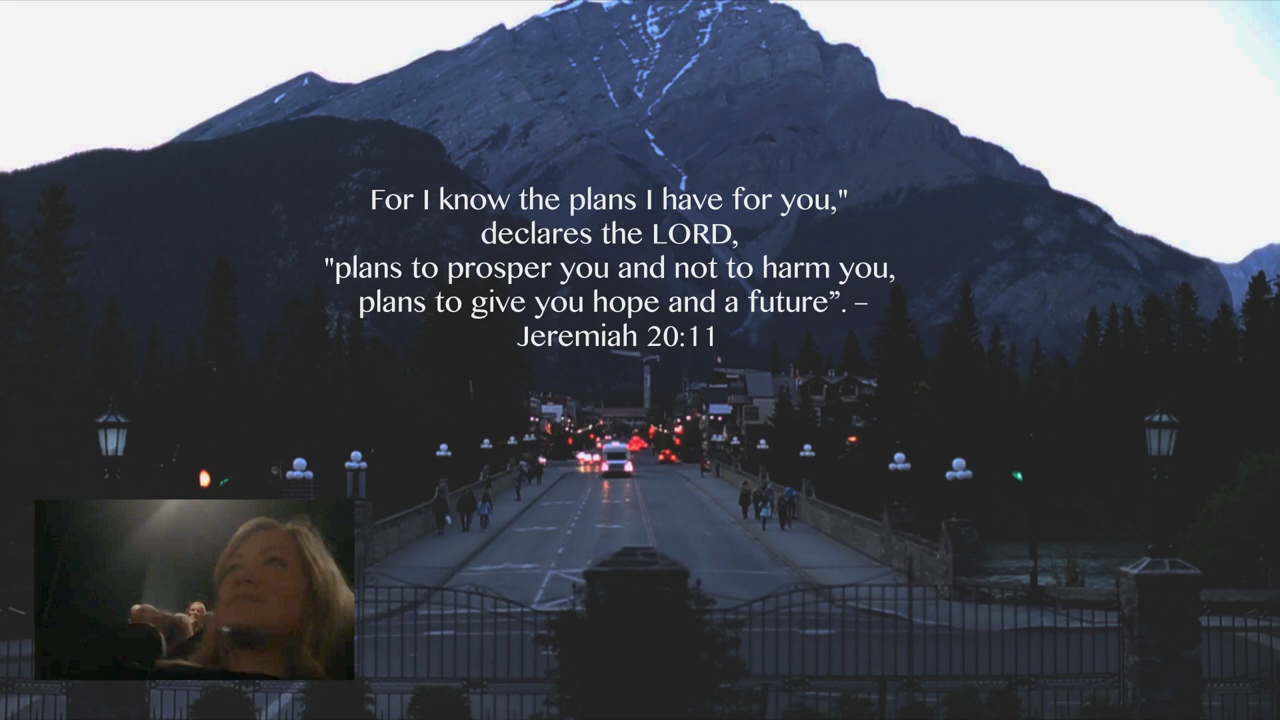 For I know the plans I have for you,"
declares the LORD,
"plans to prosper you and not to harm you,
plans to give you hope and a future”. –
Jeremiah 20:11